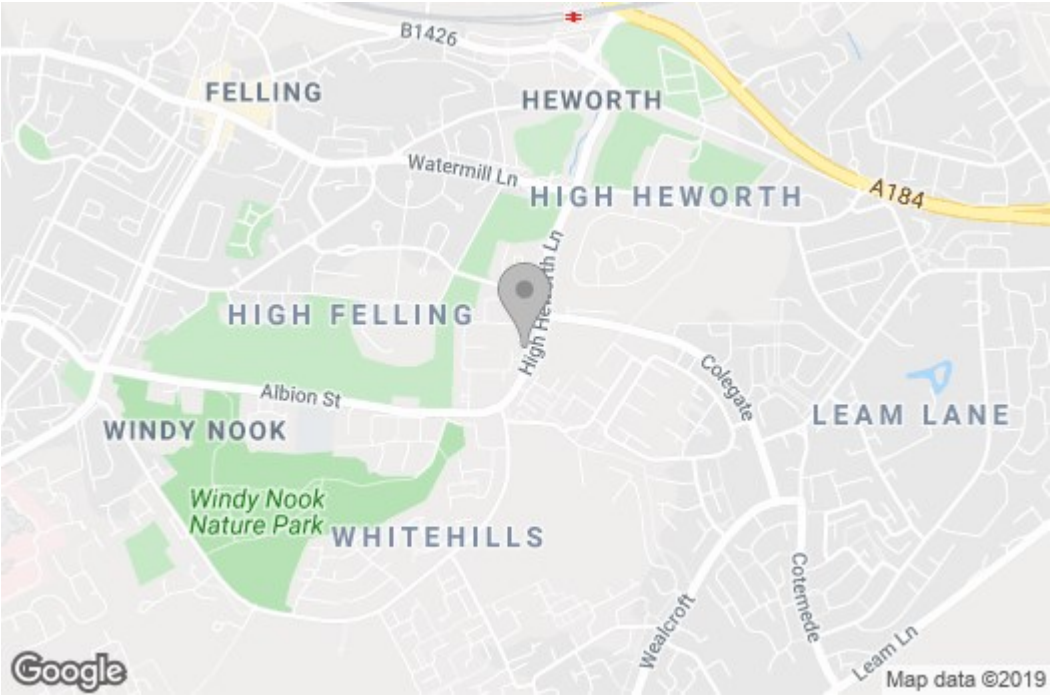 B1426
FELLING
HEWORTH
Watermill Ln
HIGH HEWORTH
A184
High Heworth Ln
HIGH FELLING
Colegate
Albion St
LEAM LANE
WINDY NOOK
Windy Nook
Nature Park
WHITEHILLS
Cotemede
Wealcroft
Leam Ln
Google
Map data ©2019